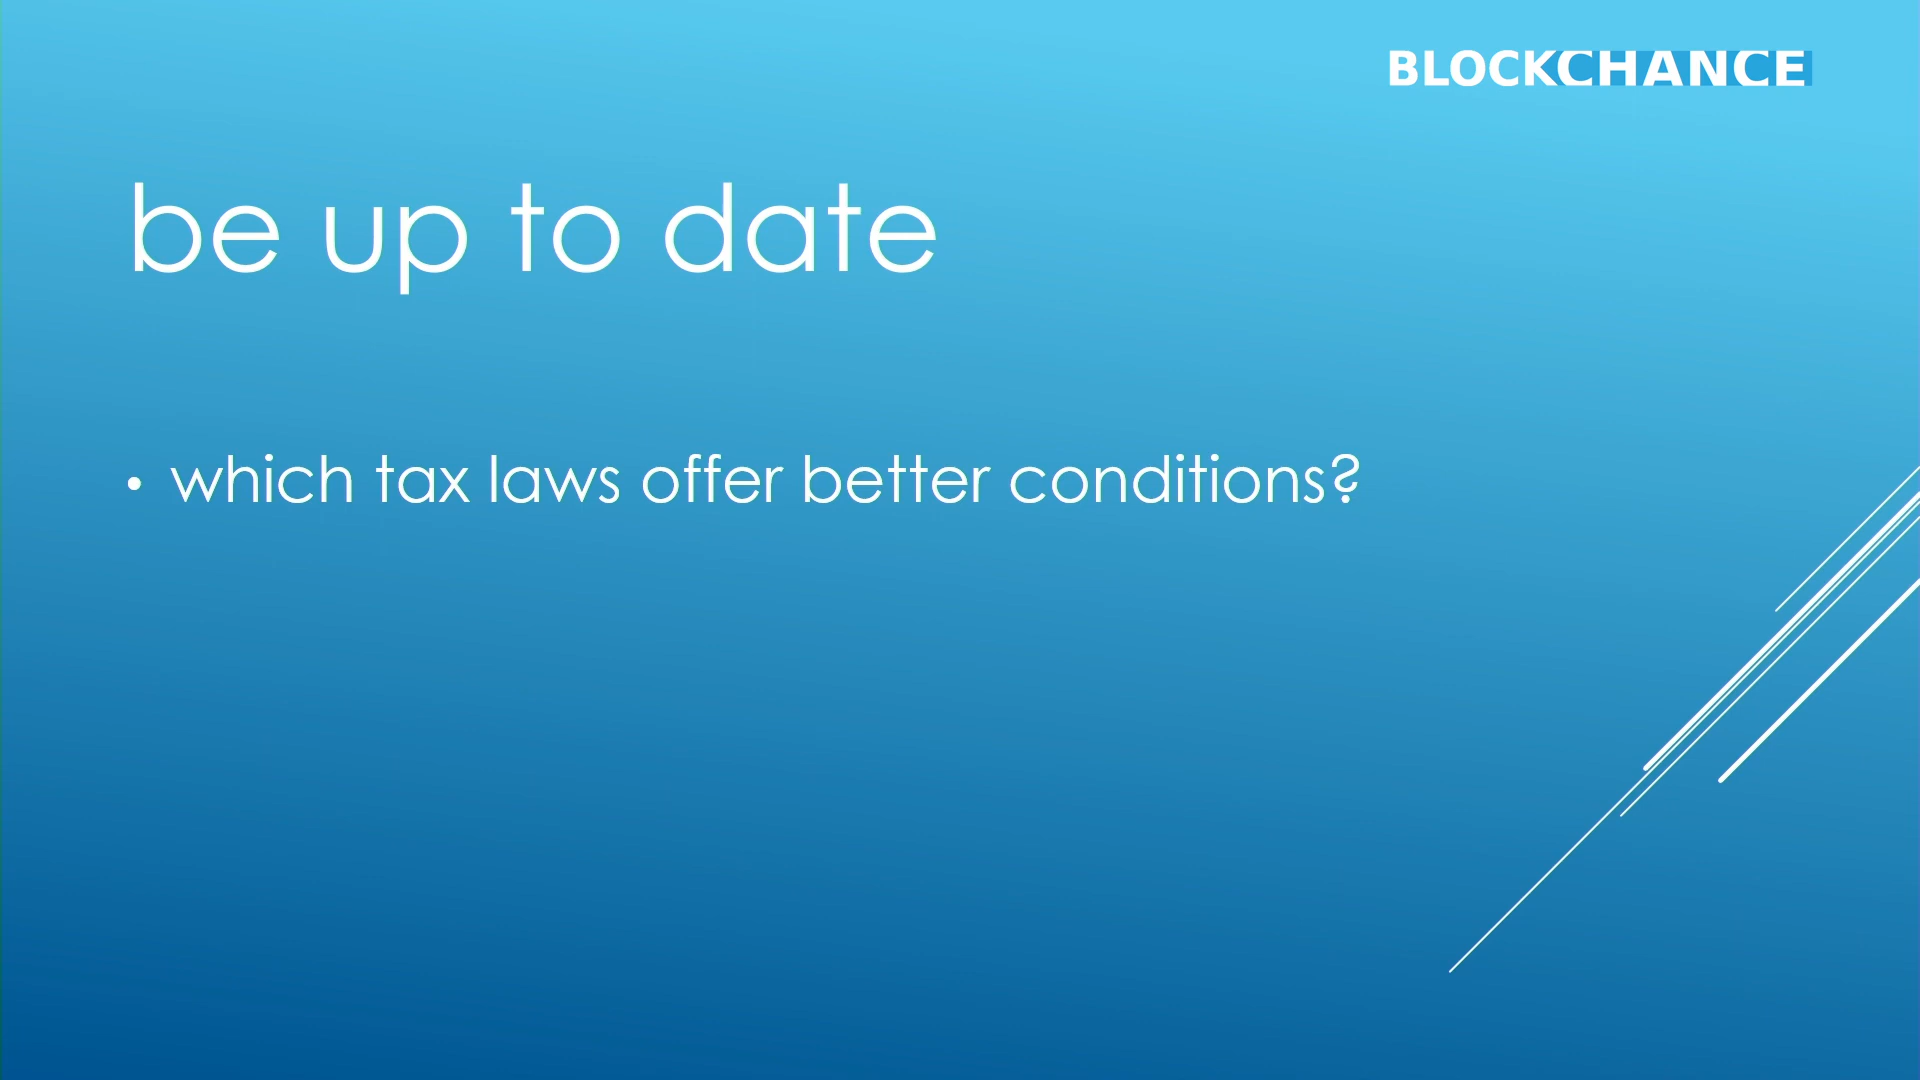 BLOCKCHANCE
be up to date
• which tax laws offer better conditions?